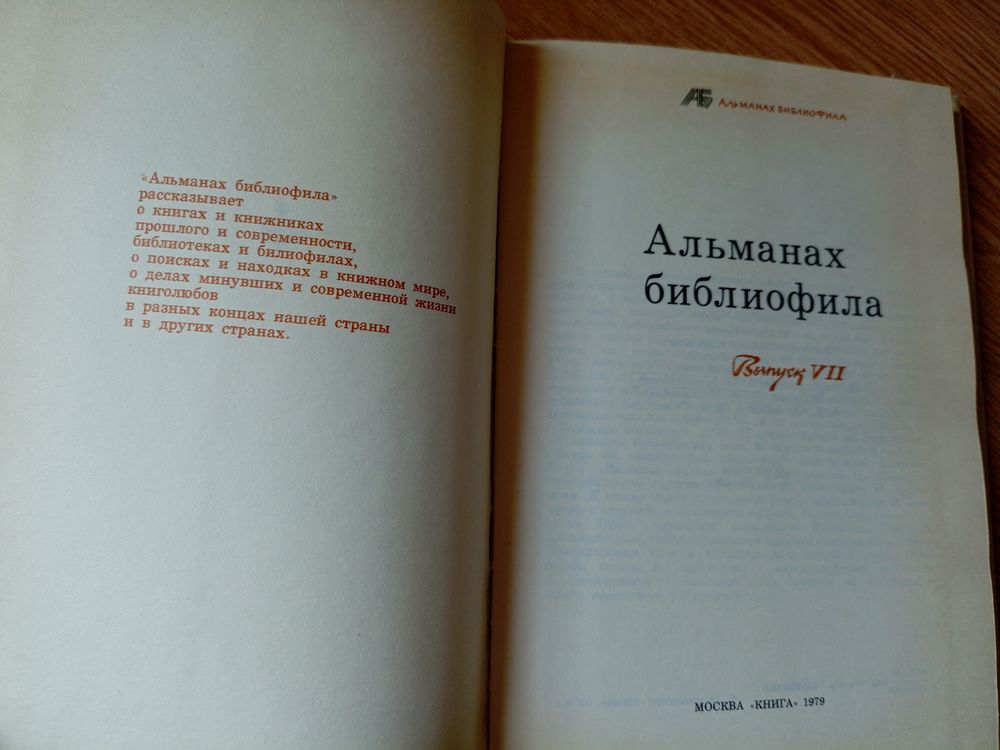 «Альманах библиофила»
рассказывает
о книгах и книжниках
прошлого и современности,
библиотеках и билиофилах,
о поисках и находках в книжном мире,
о делах минувших и современной жизни
книголюбов
в разных концах нашей страны
и в других странах.
АБ АЛЬМАНАХ БИБЛИОФИЛА
Альманах
библиофила
Выпуск VII
МОСКВА «КНИГА» 1979